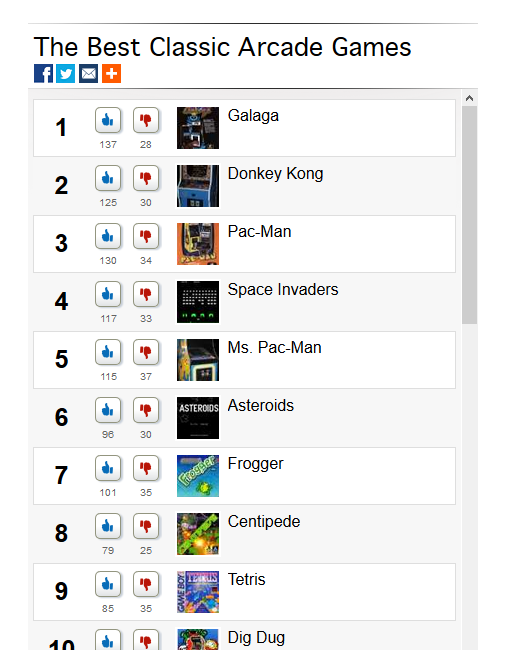 The Best Classic Arcade Games
1
137
28
Galaga
2
125
30
Donkey Kong
3
130
34
Pac-Man
4
117
33
Space Invaders
5
115
37
Ms. Pac-Man
6
96
30
ASTEROIDS
Asteroids
7
101
35
Frogger
Frogger
8
79
25
Centipede
9
85
35
GAME BOY
TETRIS
Tetris
10
Dig Dug